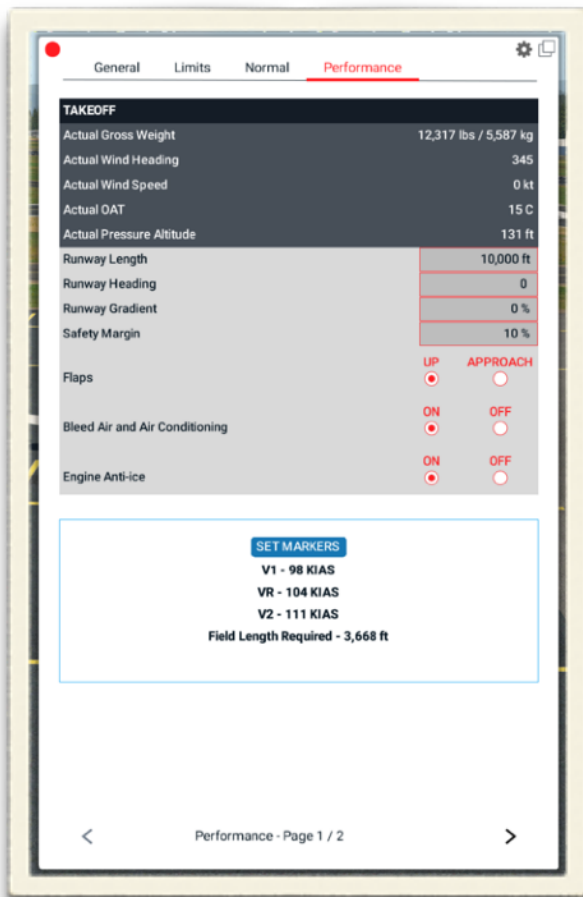 General Limits Normal Performance
TAKEOFF
Actual Gross Weight 12,317 lbs / 5,587 kg
Actual Wind Heading 345
Actual Wind Speed 0 kt
Actual OAT 15 C
Actual Pressure Altitude 131 ft
Runway Length 10,000 ft
Runway Heading 0
Runway Gradient 0 %
Safety Margin 10 %
UP APPROACH
Flaps
ON OFF
Bleed Air and Air Conditioning
ON OFF
Engine Anti-ice
SET MARKERS
V1 - 98 KIAS
VR - 104 KIAS
V2 - 111 KIAS
Field Length Required - 3,668 ft
< Performance - Page 1 / 2 >